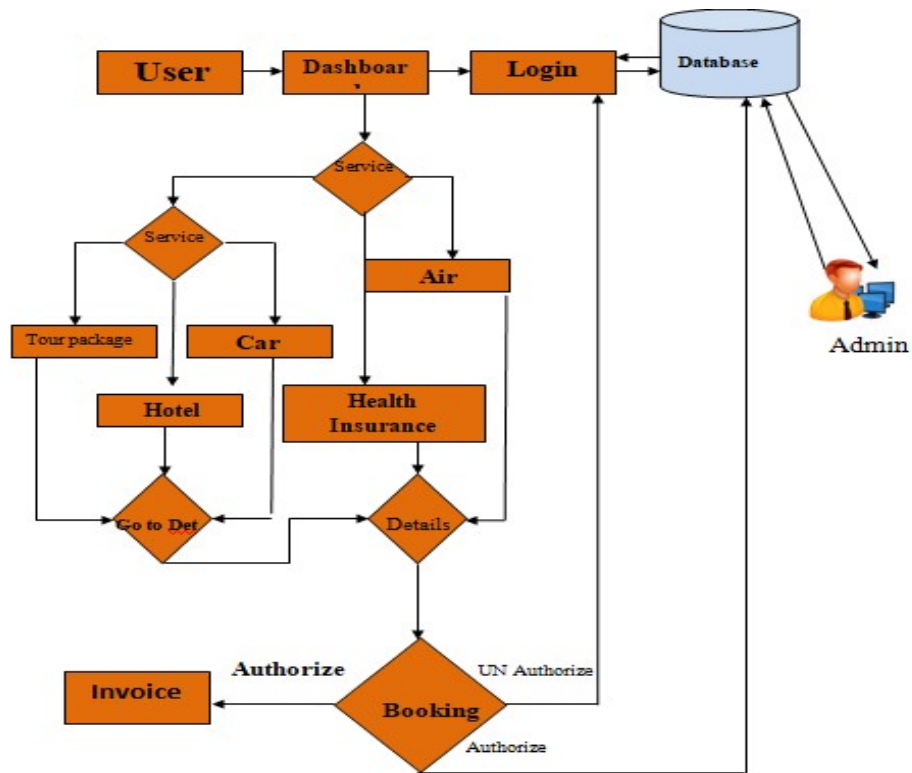 User
Dashboar
Login
Database
Service
Service
Air
Tour package
Car
Admin
Hotel
Health
Insurance
Go to Det
Details
Authorize
UN Authorize
Invoice
Booking
Authorize